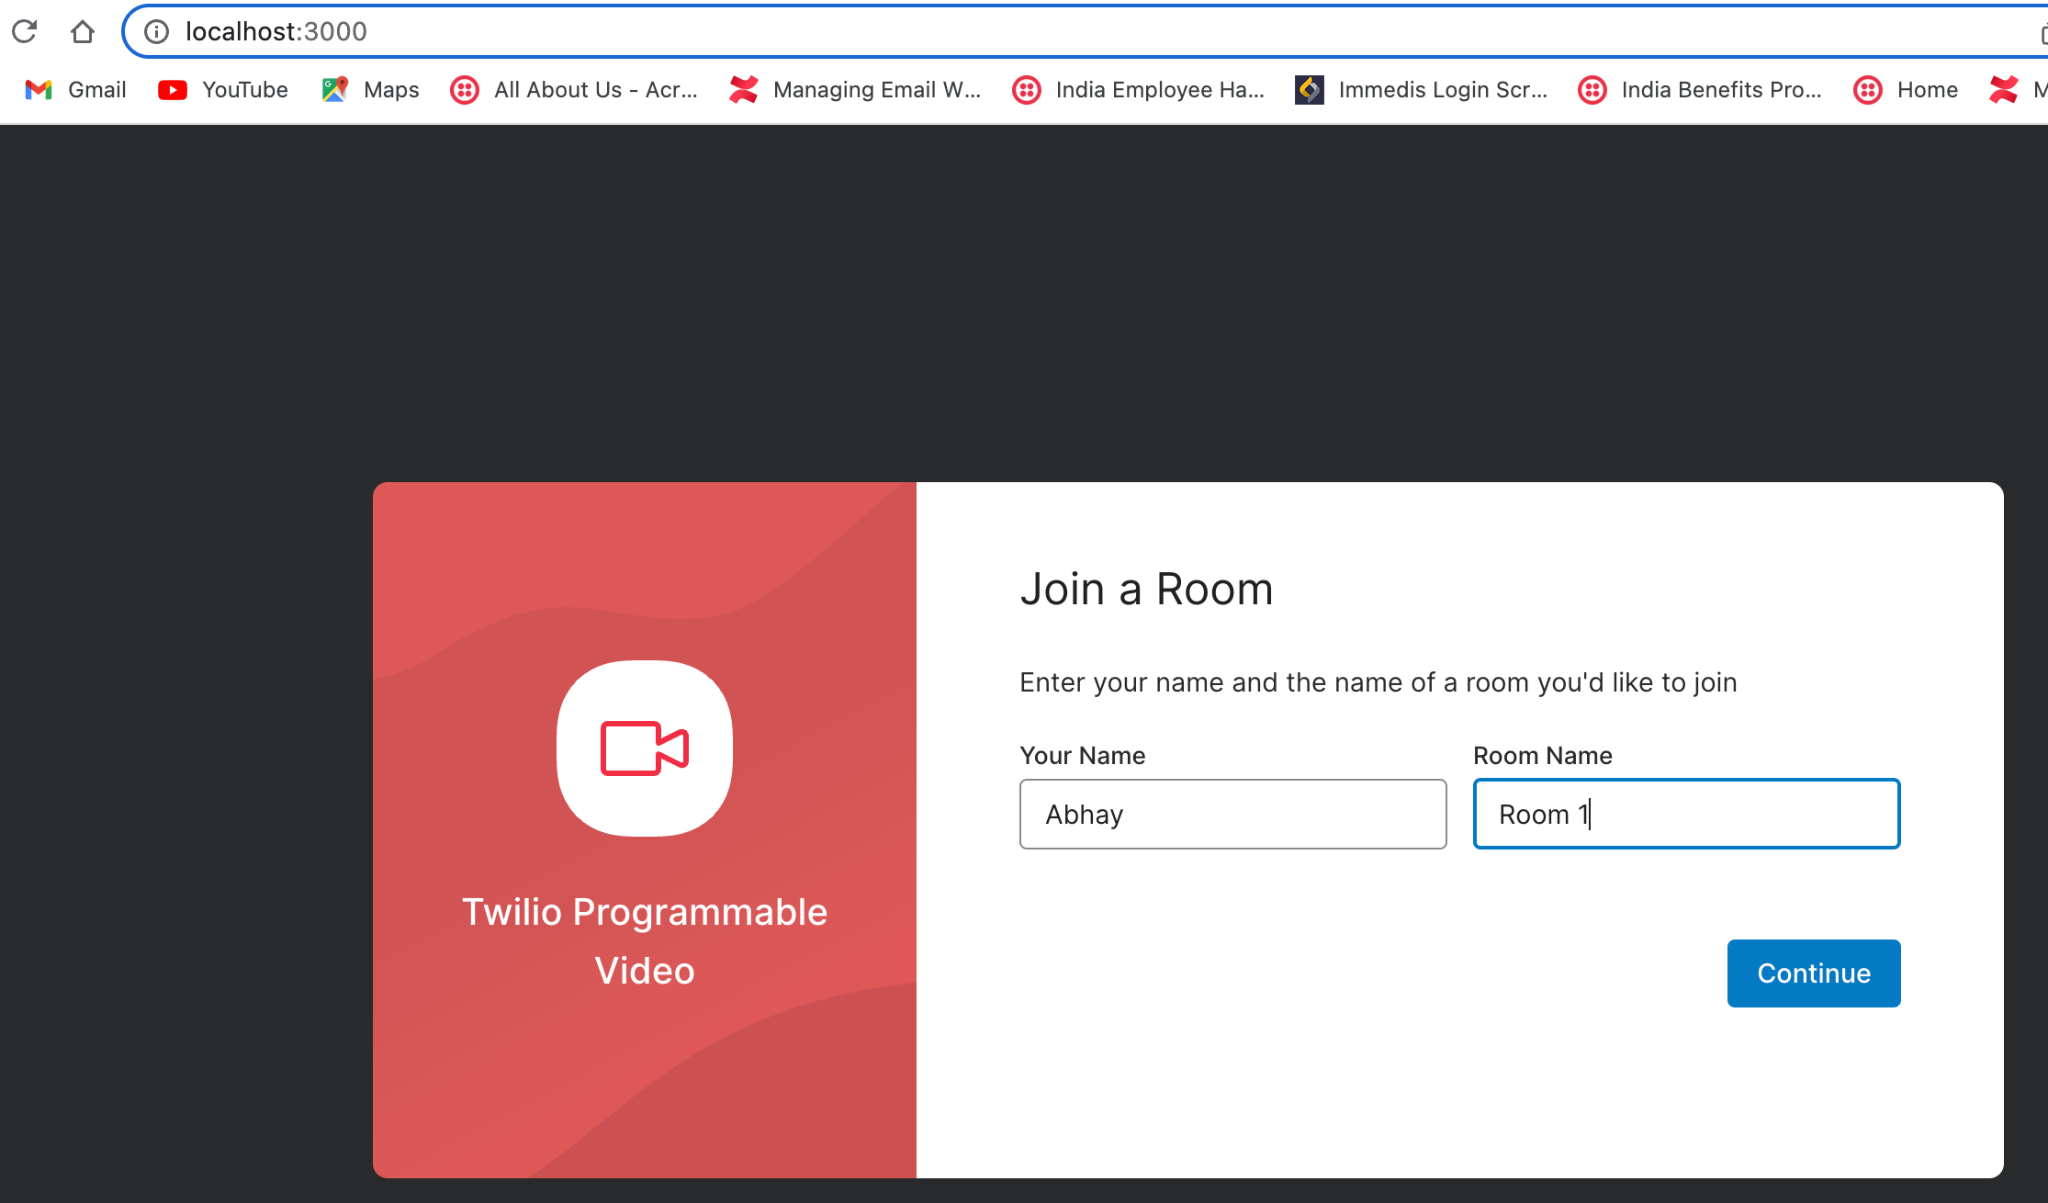 localhost:3000
Gmail YouTube Maps All About Us - Acr... Managing Email W... India Employee Ha... Immedis Login Scr... India Benefits Pro... Home M
Join a Room
Enter your name and the name of a room you'd like to join
Your Name Room Name
Abhay Room 1
Twilio Programmable
Video
Continue